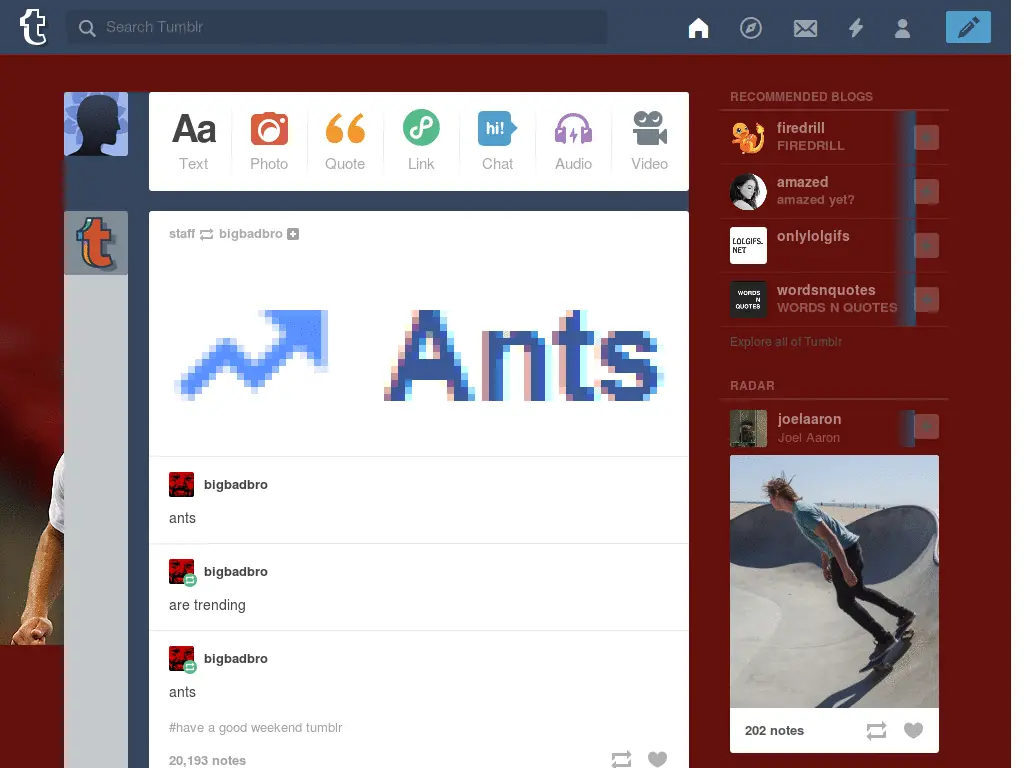 Search Tumblr
Aa
Text
Photo
Quote
Link
hi!
Chat
Audio
Video
staff bigbadbro
Ants
bigbadbro
ants
bigbadbro
are trending
bigbadbro
ants
#have a good weekend tumblr
20,193 notes
RECOMMENDED BLOGS
firedrill
FIREDRILL
amazed
amazed yet?
LOLGIFS.
NET
onlylolgifs
WORDS
N
QUOTES
wordsnquotes
WORDS N QUOTES
Explore all of Tumblr
RADAR
joelaaron
Joel Aaron
202 notes